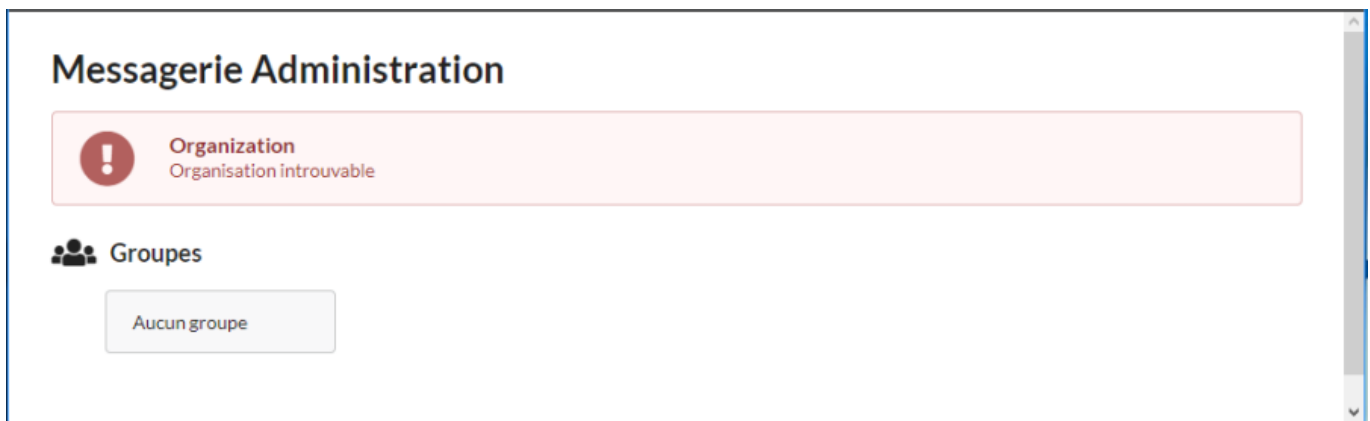 Messagerie Administration
Organization
Organisation introuvable
Groupes
Aucun groupe